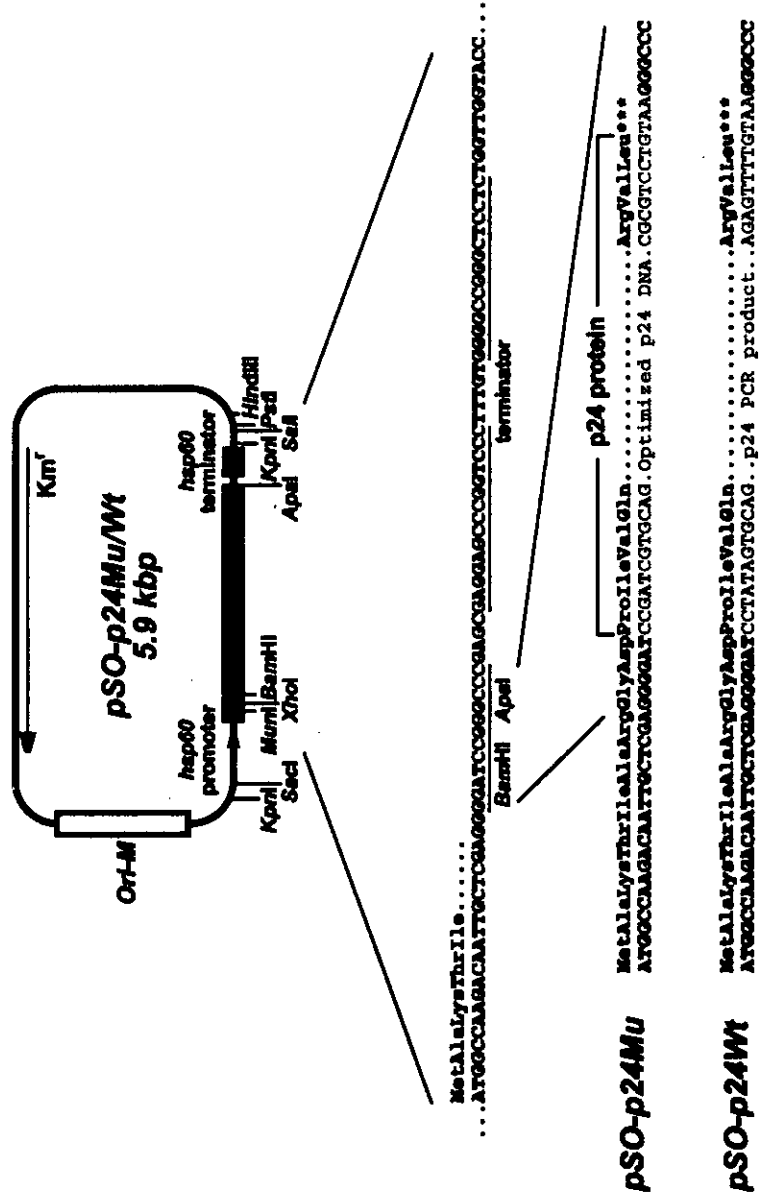 Km^r
pSO-p24Mu/Wt
5.9 kbp
Ori-M
hsp60
promoter
hsp60
terminator
KpnI
SacI
MunI
XhoI
BamHI
ApaI
KpnI
SalI
PstI
HindIII
MetAlaLysThrIle......
...ATGGCCAAGACAATTGCTCGAGGGGATCCGGGCCCGAGCGAGGAGCCCGGTCCCTTTGTGGGGCCGGGCTCCTCTGGTTGGTACC...
BamHI ApaI
terminator
p24 protein
pSO-p24Mu
MetAlaLysThrIleAlaArgGlyAspProIleValGln..................ArgValLeu***
ATGGCCAAGACAATTGCTCGAGGGGATCCGATCGTGCAG.Optimized p24 DNA.CGCGTCCTGTAAGGGCCC
pSO-p24Wt
MetAlaLysThrIleAlaArgGlyAspProIleValGln..................ArgValLeu***
ATGGCCAAGACAATTGCTCGAGGGGATCCTATAGTGCAG..p24 PCR product..AGAGTTTTGTAAGGGCCC